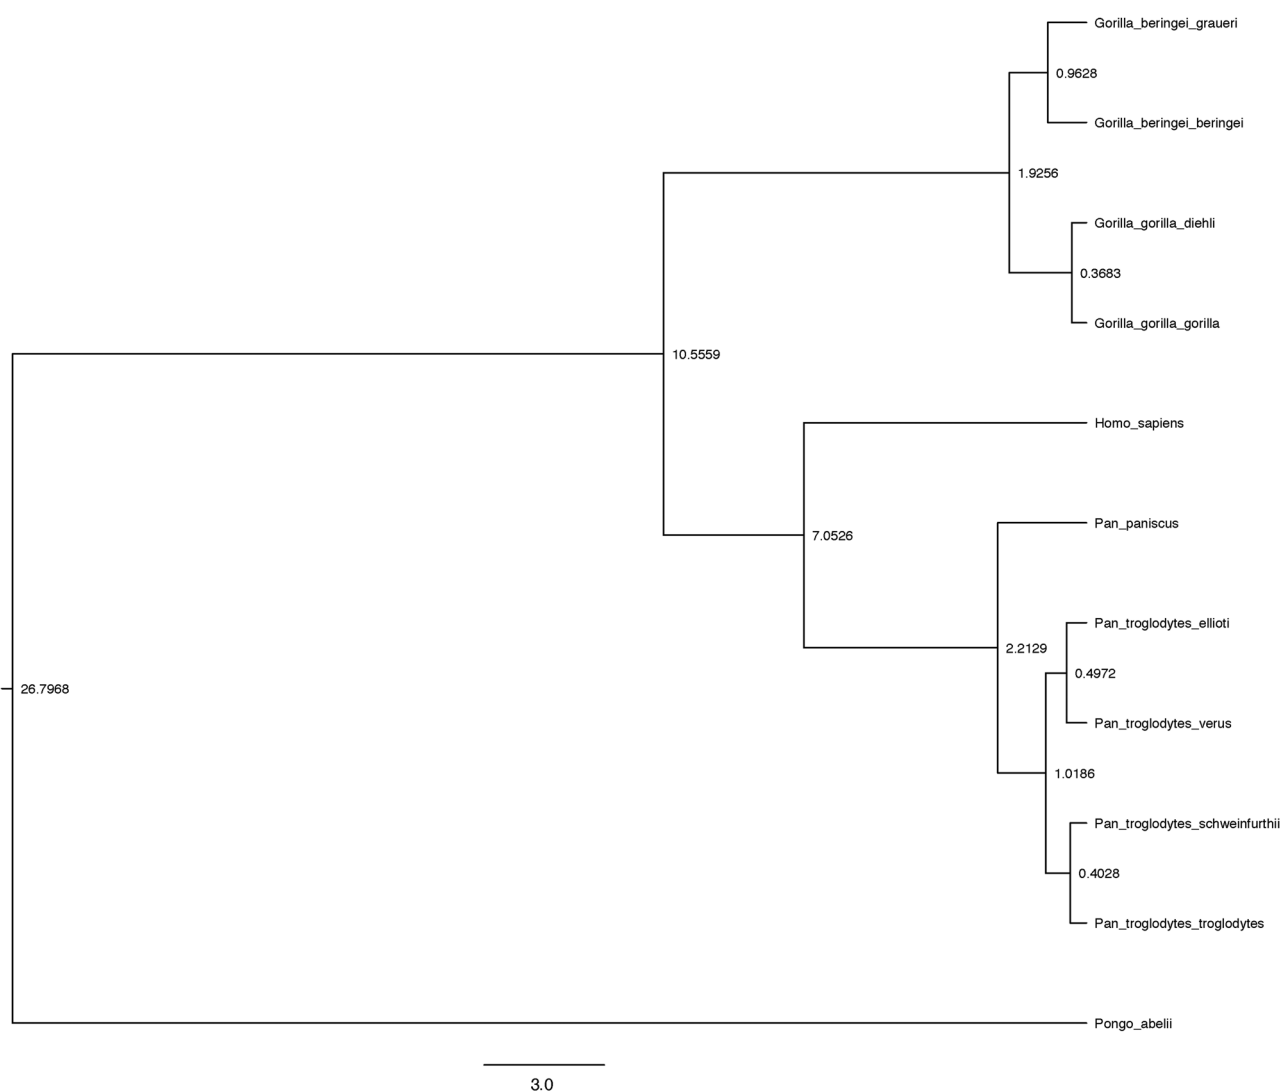 Gorilla_beringei_graueri
0.9628
Gorilla_beringei_beringei
1.9256
Gorilla_gorilla_diehli
0.3683
Gorilla_gorilla_gorilla
10.5559
Homo_sapiens
Pan_paniscus
7.0526
Pan_troglodytes_ellioti
2.2129
0.4972
26.7968
Pan_troglodytes_verus
1.0186
Pan_troglodytes_schweinfurthii
0.4028
Pan_troglodytes_troglodytes
Pongo_abelii
3.0